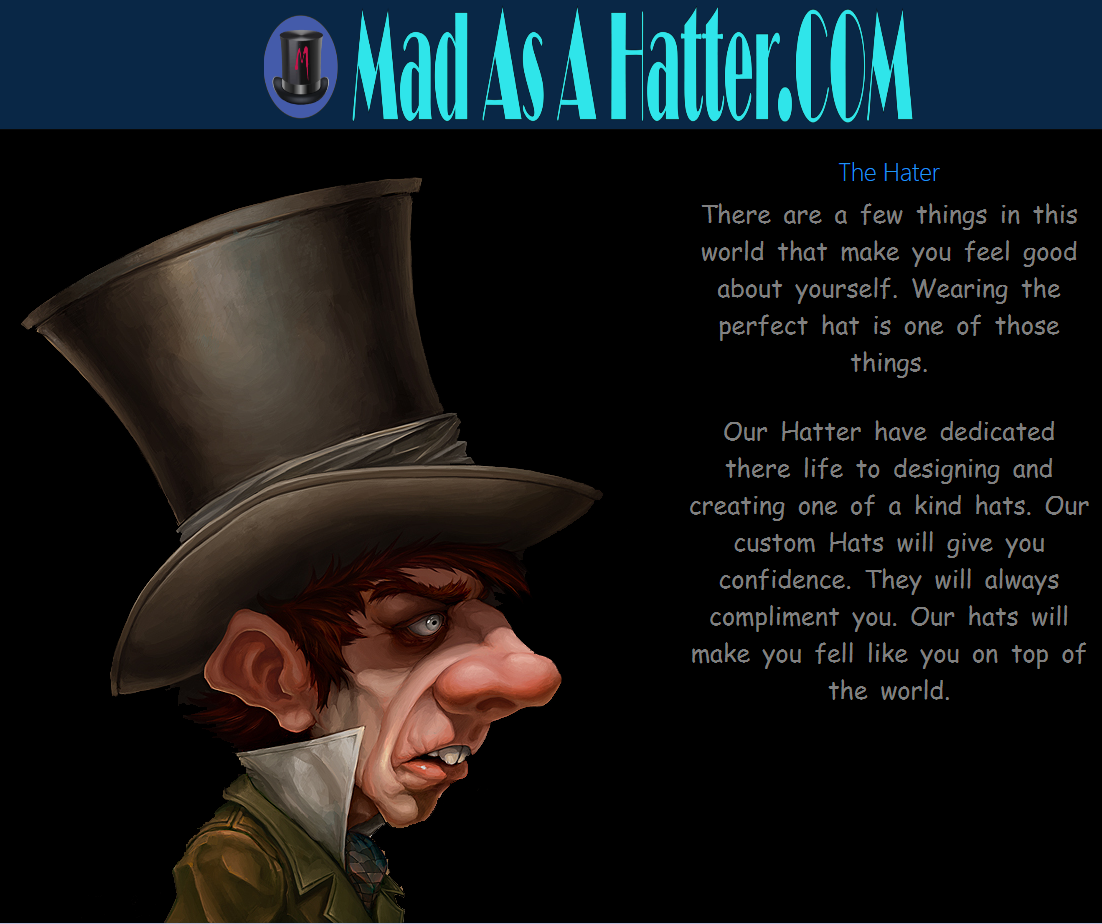 M
Mad As A Hatter.COM
The Hater
There are a few things in this
world that make you feel good
about yourself. Wearing the
perfect hat is one of those
things.
Our Hatter have dedicated
there life to designing and
creating one of a kind hats. Our
custom Hats will give you
confidence. They will always
compliment you. Our hats will
make you fell like you on top of
the world.